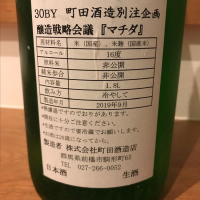 30BY 町田酒造別注企画
醸造戦略会議『マチダ』
原材料名 米(国産)、米麹(国産米)
アルコール 16度
原料米 非公開
精米歩合 非公開
内容量 1.8L
飲み方 冷やして
製造年月 2019年9月
製造者 株式会社町田酒造店
群馬県前橋市駒形町65
TEL 027-266-0052
日本酒 生酒